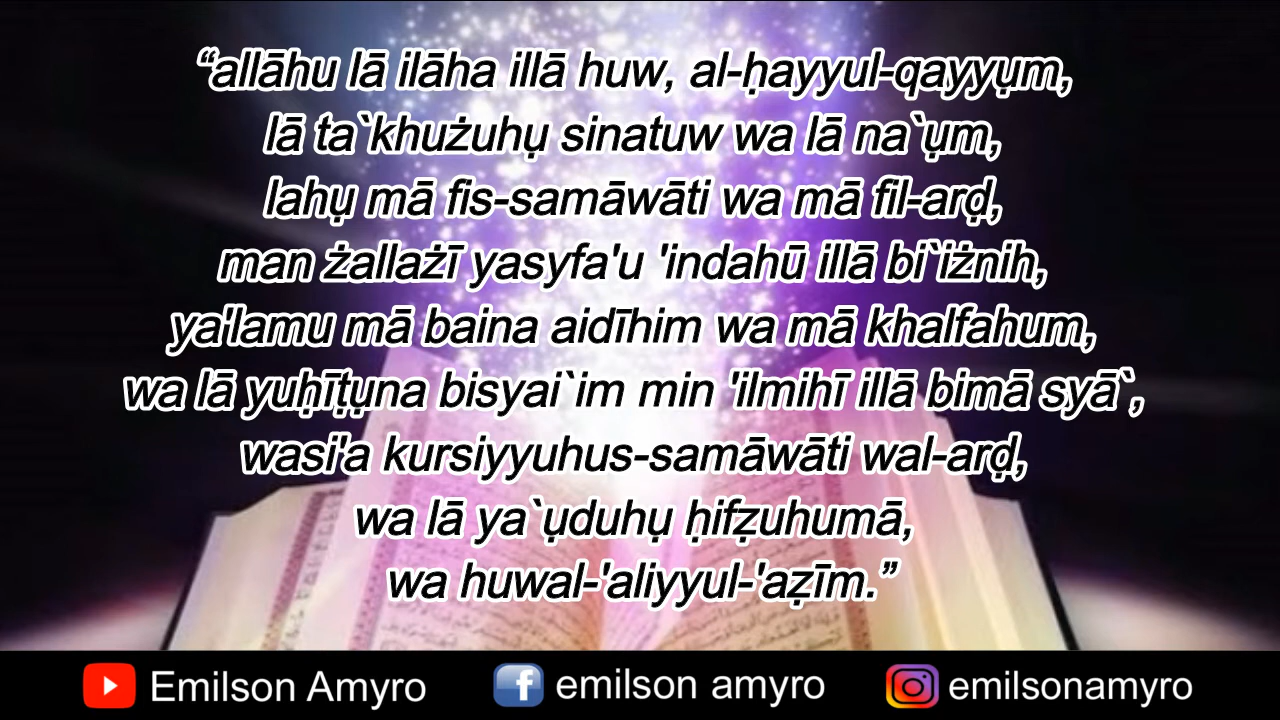 “allāhu lā ilāha illā huw, al-ḥayyul-qayyụm,
lā ta`khużuhụ sinatuw wa lā na`ụm,
lahụ mā fis-samāwāti wa mā fil-arḍ,
man żallażī yasyfa'u 'indahū illā bi`iżnih,
ya'lamu mā baina aidīhim wa mā khalfahum,
wa lā yuḥīṭụna bisyai`im min 'ilmihī illā bimā syā`,
wasi'a kursiyyuhus-samāwāti wal-arḍ,
wa lā ya`ụduhụ ḥifẓuhumā,
wa huwal-'aliyyul-'aẓīm.”
Emilson Amyro
emilson amyro
emilsonamyro